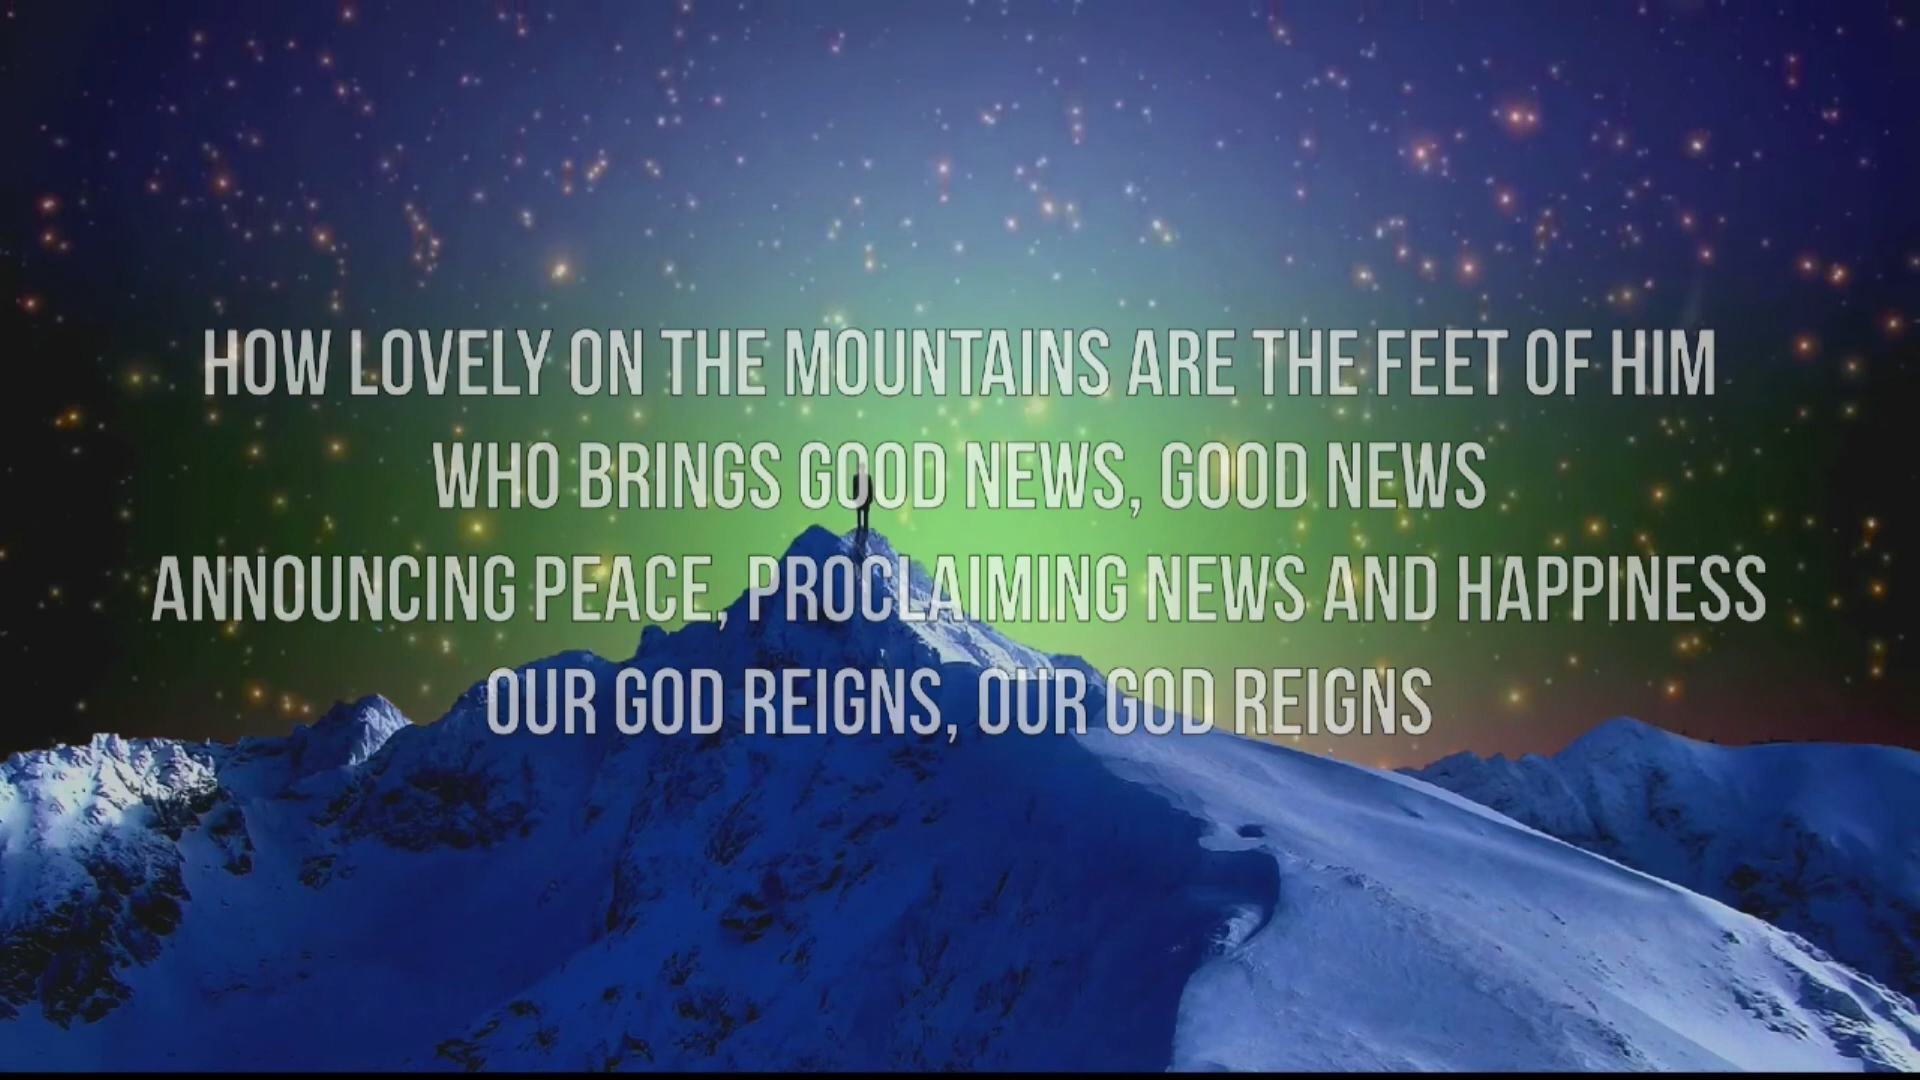 HOW LOVELY ON THE MOUNTAINS ARE THE FEET OF HIM
WHO BRINGS GOOD NEWS, GOOD NEWS
ANNOUNCING PEACE, PROCLAIMING NEWS AND HAPPINESS
OUR GOD REIGNS, OUR GOD REIGNS